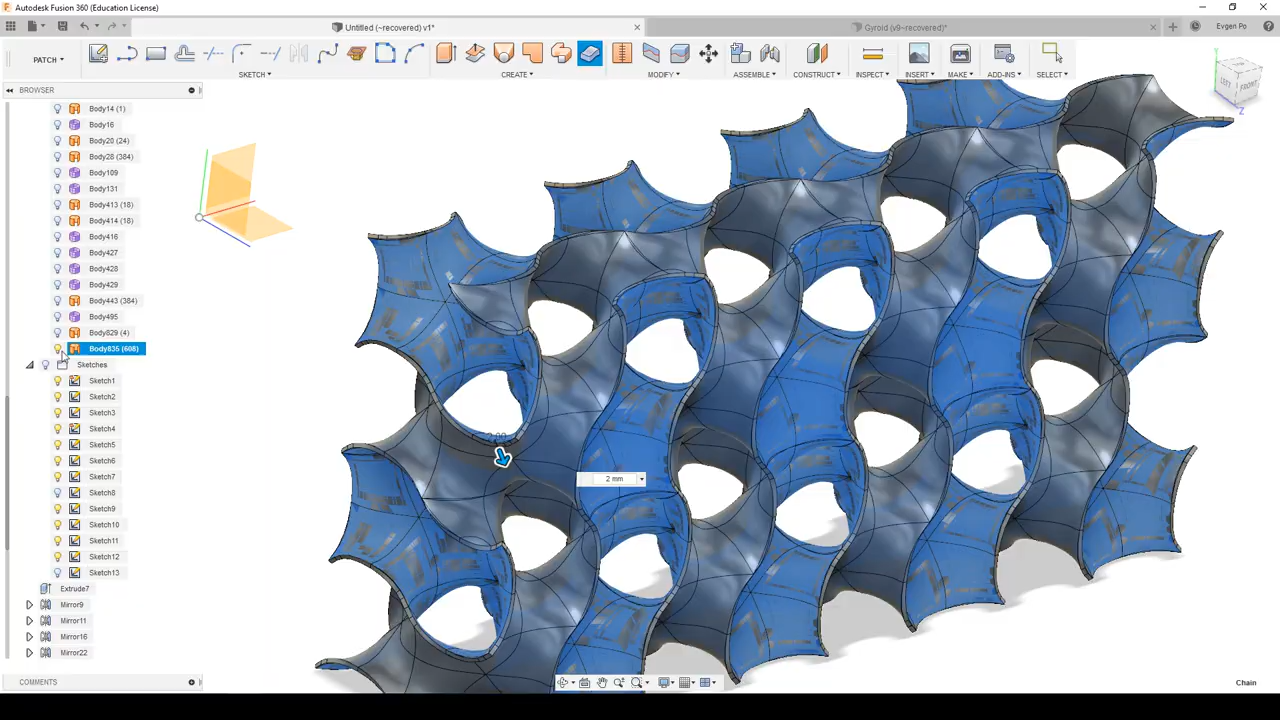 Autodesk Fusion 360 (Education License)
Untitled (~recovered) v1*
Gyroid (v9~recovered)*
Evgen Po
PATCH
SKETCH
CREATE
MODIFY
ASSEMBLE
CONSTRUCT
INSPECT
INSERT
MAKE
ADD-INS
SELECT
BROWSER
Body14 (1)
Body16
Body20 (24)
Body28 (384)
Body109
Body131
Body413 (18)
Body414 (18)
Body416
Body427
Body428
Body429
Body443 (384)
Body495
Body829 (4)
Body835 (608)
Sketches
Sketch1
Sketch2
Sketch3
Sketch4
Sketch5
Sketch6
Sketch7
Sketch8
Sketch9
Sketch10
Sketch11
Sketch12
Sketch13
Extrude7
Mirror9
Mirror11
Mirror16
Mirror22
COMMENTS
2 mm
LEFT
FRONT
Y
Z
Chain